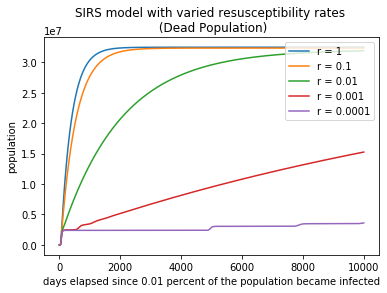 SIRS model with varied resusceptibility rates
(Dead Population)
1e7
3.0
2.5
2.0
1.5
1.0
0.5
0.0
population
r = 1
r = 0.1
r = 0.01
r = 0.001
r = 0.0001
0 2000 4000 6000 8000 10000
days elapsed since 0.01 percent of the population became infected